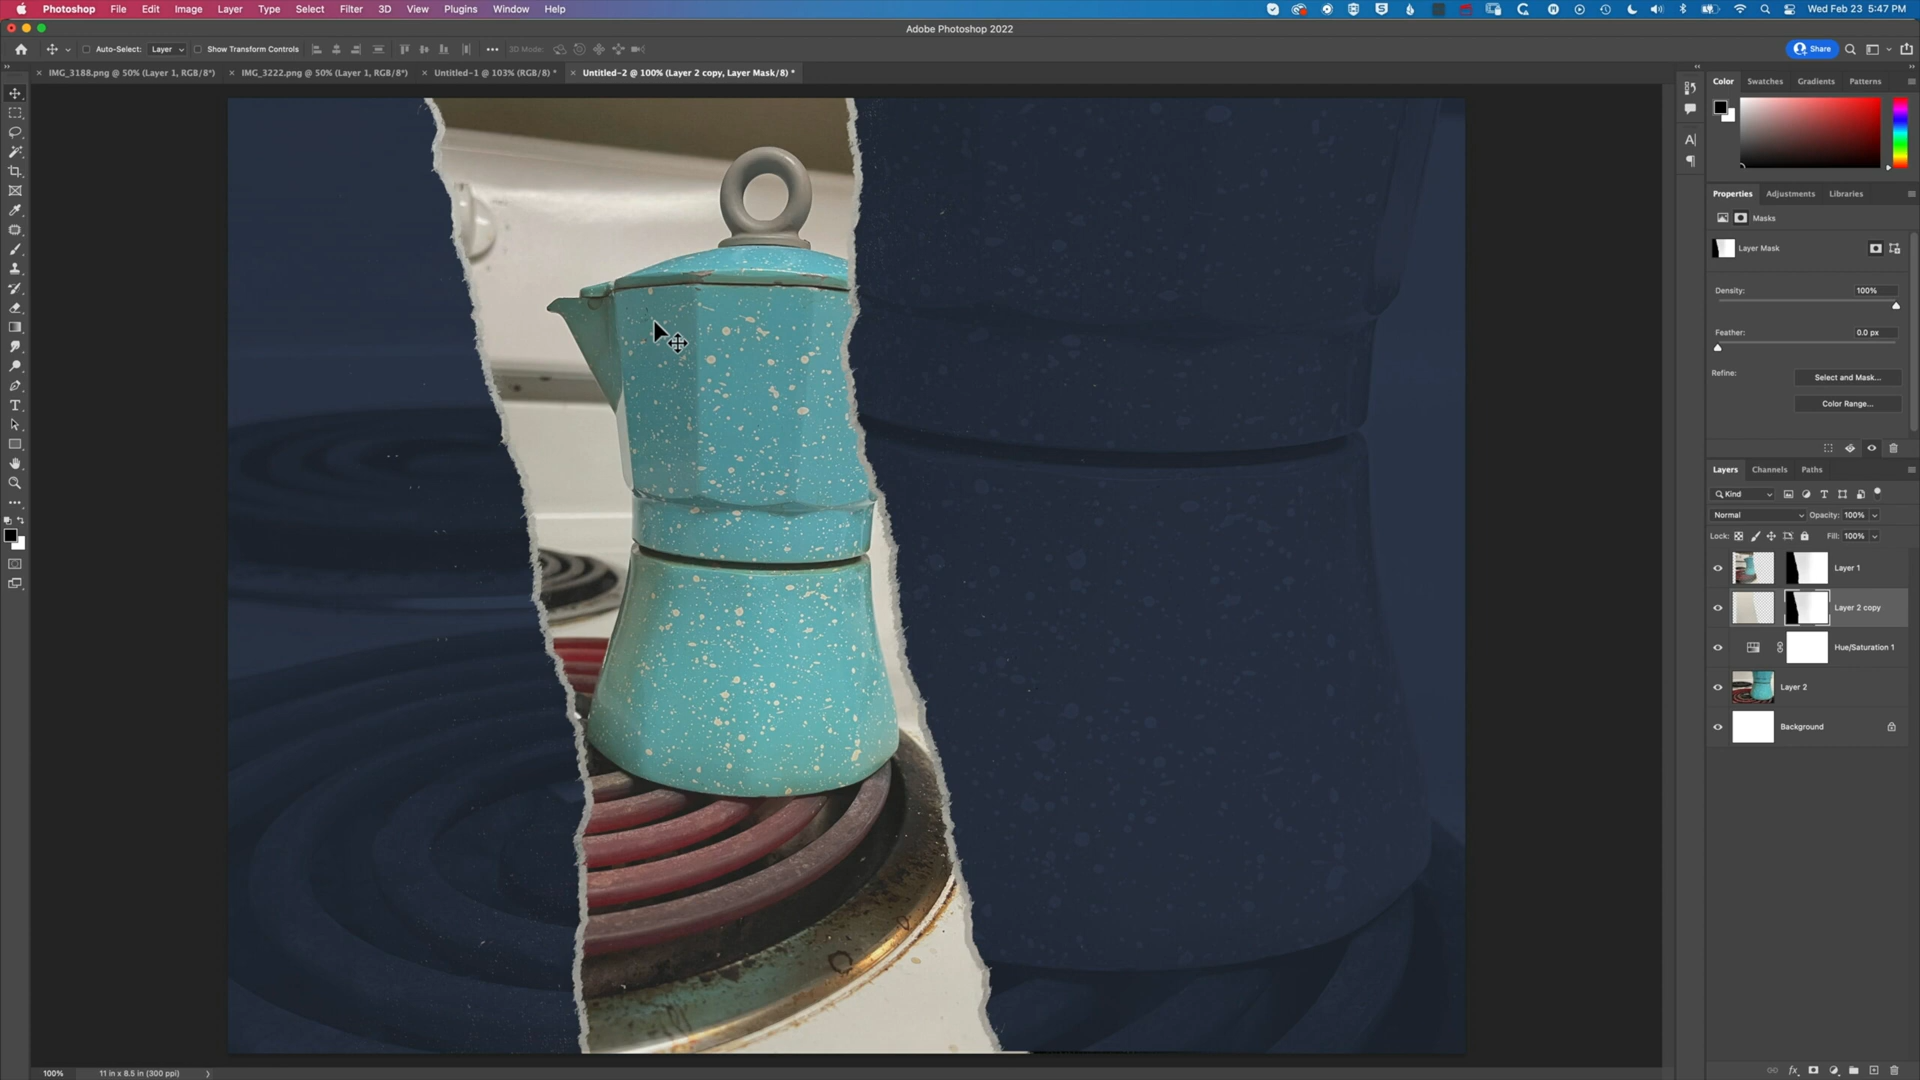 Photoshop File Edit Image Layer Type Select Filter 3D View Plugins Window Help Wed Feb 23 5:47 PM
Adobe Photoshop 2022
Auto-Select: Layer Show Transform Controls 3D Mode: Share
IMG_3188.png @ 50% (Layer 1, RGB/8*) IMG_3222.png @ 50% (Layer 1, RGB/8*) Untitled-1 @ 103% (RGB/8) * Untitled-2 @ 100% (Layer 2 copy, Layer Mask/8) *
Color Swatches Gradients Patterns
Properties Adjustments Libraries
Masks
Layer Mask
Density: 100%
Feather: 0.0 px
Refine: Select and Mask...
Color Range...
Layers Channels Paths
Kind
Normal Opacity: 100%
Lock: Fill: 100%
Layer 1
Layer 2 copy
Hue/Saturation 1
Layer 2
Background
100% 11 in x 8.5 in (300 ppi)